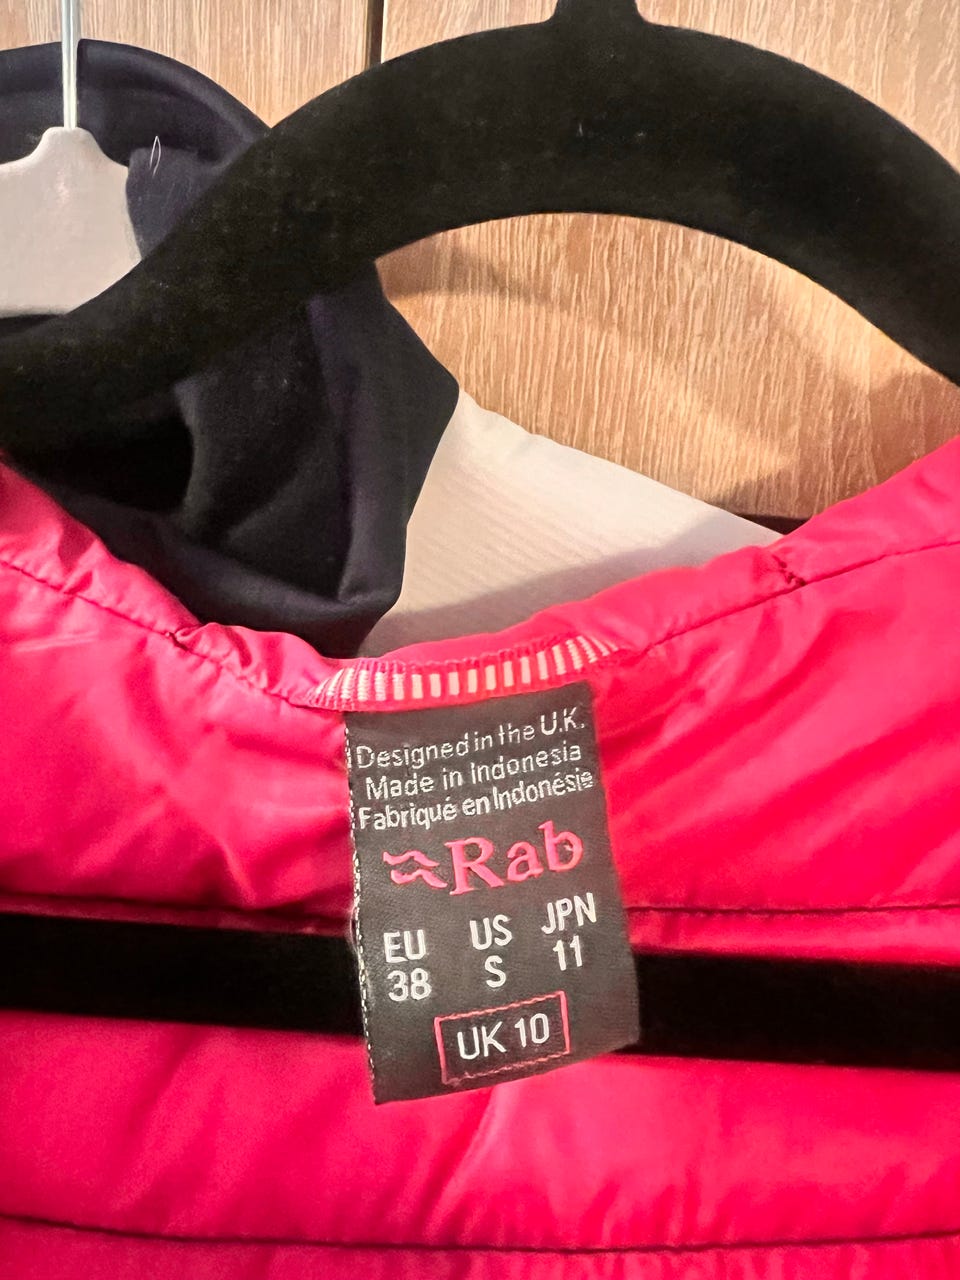 Designed in the U.K.
Made in Indonesia
Fabriqué en Indonésie
Rab
EU US JPN
38 S 11
UK 10